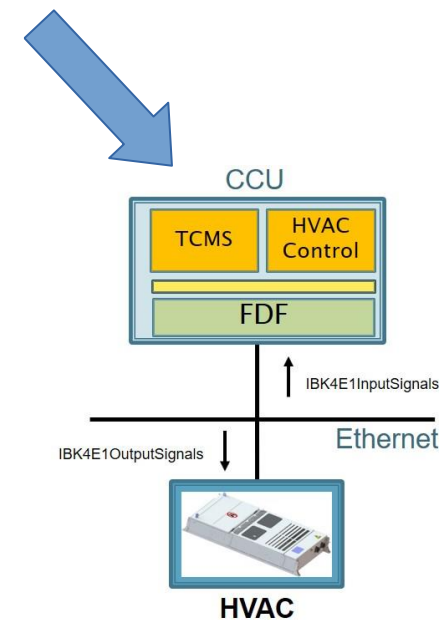 CCU
TCMS
HVAC
Control
FDF
IBK4E1InputSignals
Ethernet
IBK4E1OutputSignals
HVAC